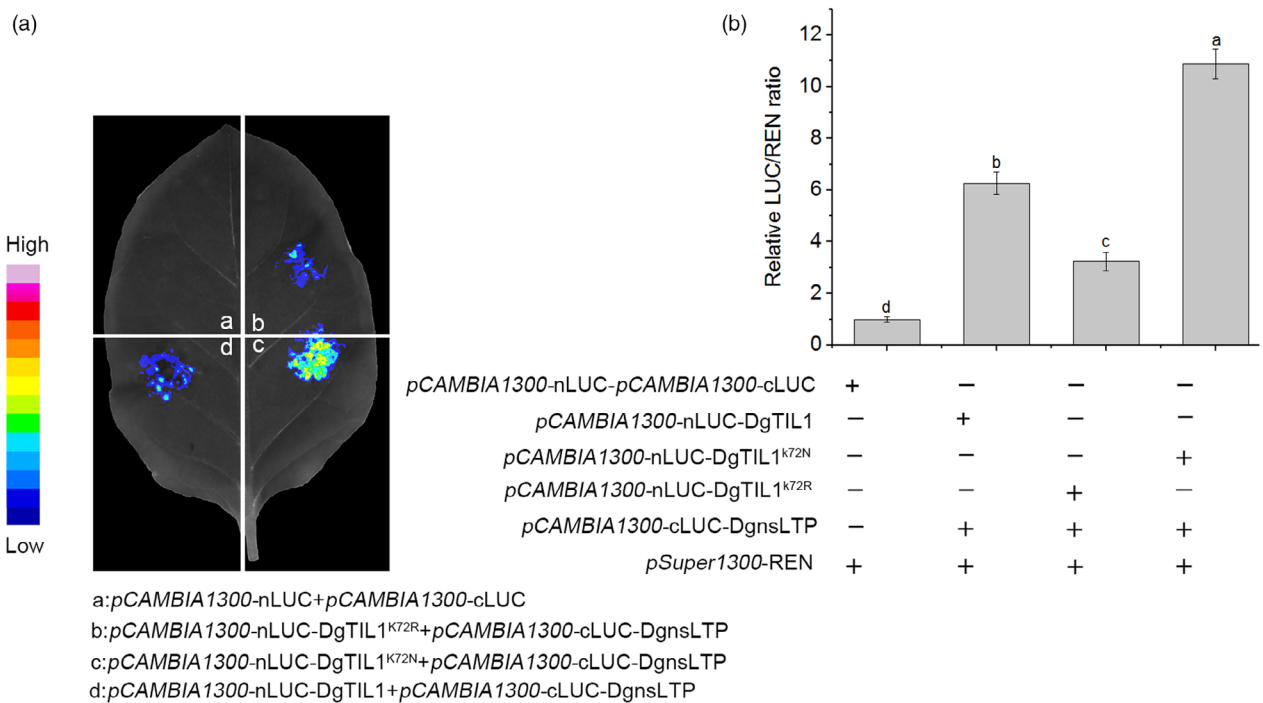 (a)
High
Low
a b
d c
a:pCAMBIA1300-nLUC+pCAMBIA1300-cLUC
b:pCAMBIA1300-nLUC-DgTIL1K72R+pCAMBIA1300-cLUC-DgnsLTP
c:pCAMBIA1300-nLUC-DgTIL1K72N+pCAMBIA1300-cLUC-DgnsLTP
d:pCAMBIA1300-nLUC-DgTIL1+pCAMBIA1300-cLUC-DgnsLTP
(b)
Relative LUC/REN ratio
12
10
8
6
4
2
0
d b c a
pCAMBIA1300-nLUC-pCAMBIA1300-cLUC + − − −
pCAMBIA1300-nLUC-DgTIL1 − + − −
pCAMBIA1300-nLUC-DgTIL1k72N − − − +
pCAMBIA1300-nLUC-DgTIL1k72R − − + −
pCAMBIA1300-cLUC-DgnsLTP − + + +
pSuper1300-REN + + + +